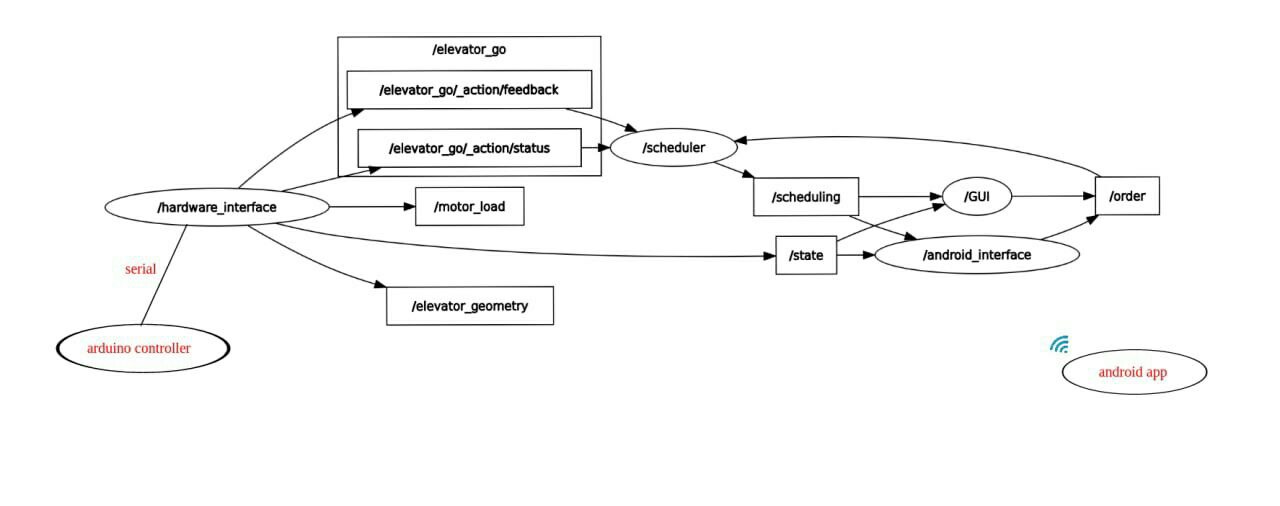 /elevator_go
/elevator_go/_action/feedback
/elevator_go/_action/status
/scheduler
/hardware_interface
/motor_load
/scheduling
/GUI
/order
/state
/android_interface
serial
/elevator_geometry
arduino controller
android app